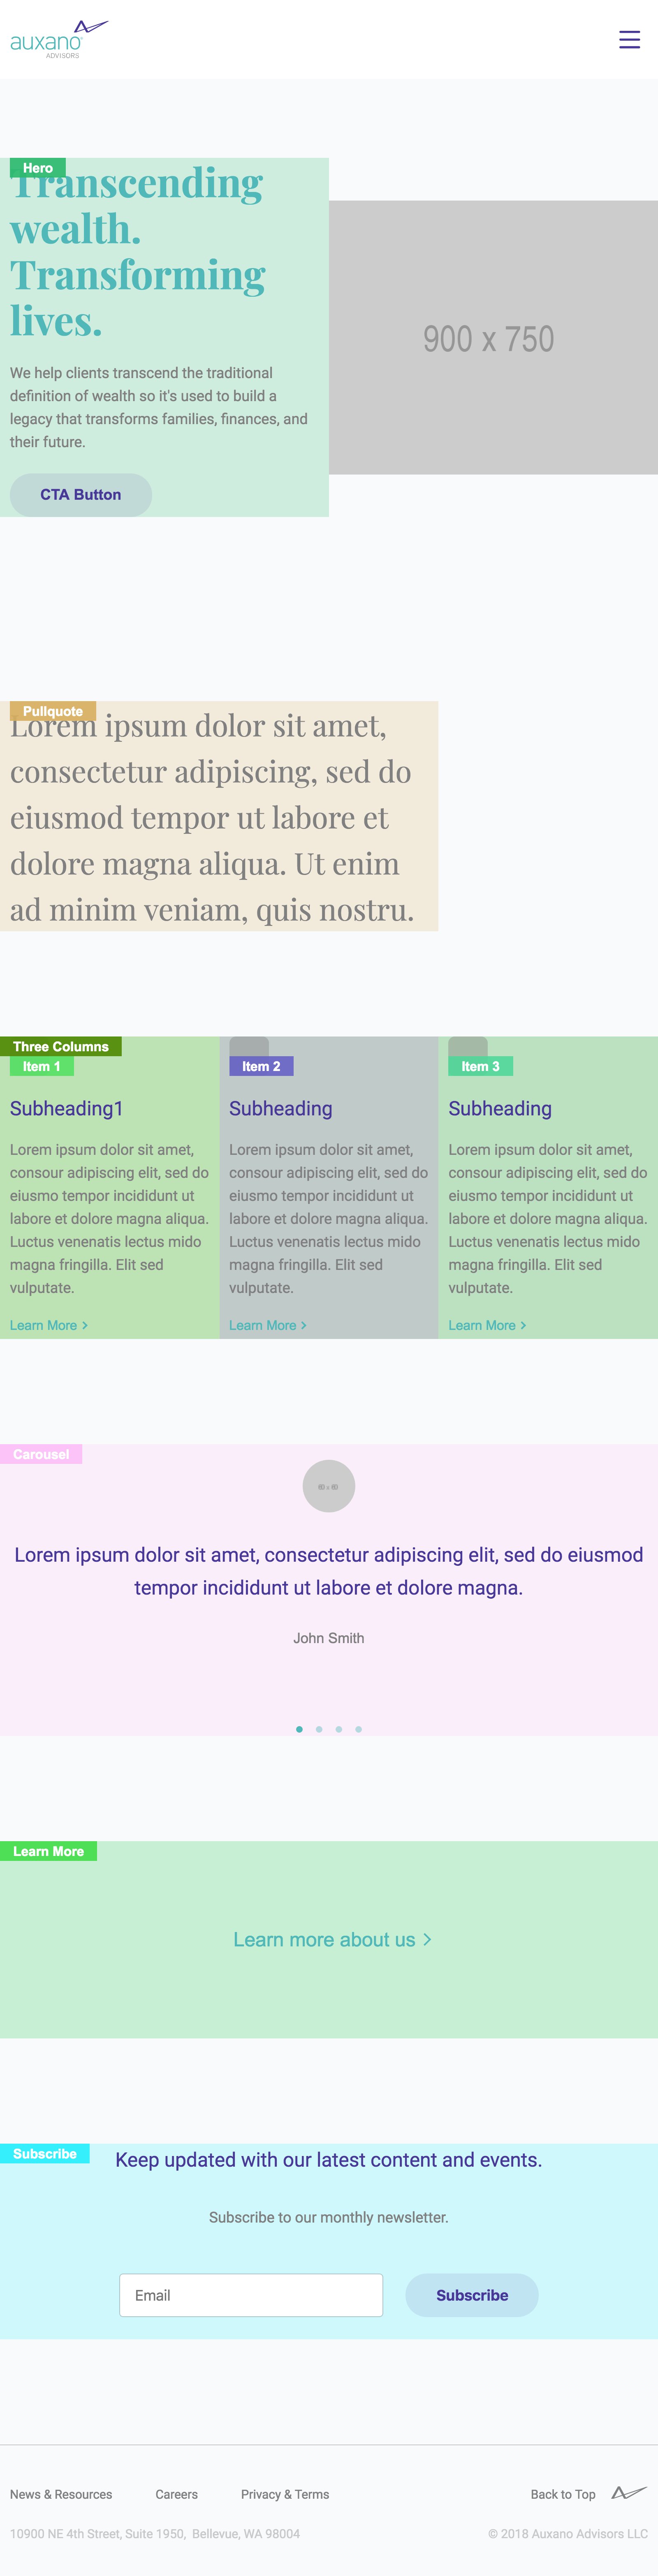 auxano
ADVISORS
Hero
Transcending
wealth.
Transforming
lives.
We help clients transcend the traditional
definition of wealth so it's used to build a
legacy that transforms families, finances, and
their future.
CTA Button
900 x 750
Pullquote
Lorem ipsum dolor sit amet,
consectetur adipiscing, sed do
eiusmod tempor ut labore et
dolore magna aliqua. Ut enim
ad minim veniam, quis nostru.
Three Columns
Item 1
Subheading1
Lorem ipsum dolor sit amet,
consour adipiscing elit, sed do
eiusmo tempor incididunt ut
labore et dolore magna aliqua.
Luctus venenatis lectus mido
magna fringilla. Elit sed
vulputate.
Learn More
Item 2
Subheading
Lorem ipsum dolor sit amet,
consour adipiscing elit, sed do
eiusmo tempor incididunt ut
labore et dolore magna aliqua.
Luctus venenatis lectus mido
magna fringilla. Elit sed
vulputate.
Learn More
Item 3
Subheading
Lorem ipsum dolor sit amet,
consour adipiscing elit, sed do
eiusmo tempor incididunt ut
labore et dolore magna aliqua.
Luctus venenatis lectus mido
magna fringilla. Elit sed
vulputate.
Learn More
Carousel
80 x 80
Lorem ipsum dolor sit amet, consectetur adipiscing elit, sed do eiusmod
tempor incididunt ut labore et dolore magna.
John Smith
Learn More
Learn more about us
Subscribe
Keep updated with our latest content and events.
Subscribe to our monthly newsletter.
Email
Subscribe
News & Resources Careers Privacy & Terms Back to Top
10900 NE 4th Street, Suite 1950, Bellevue, WA 98004 © 2018 Auxano Advisors LLC